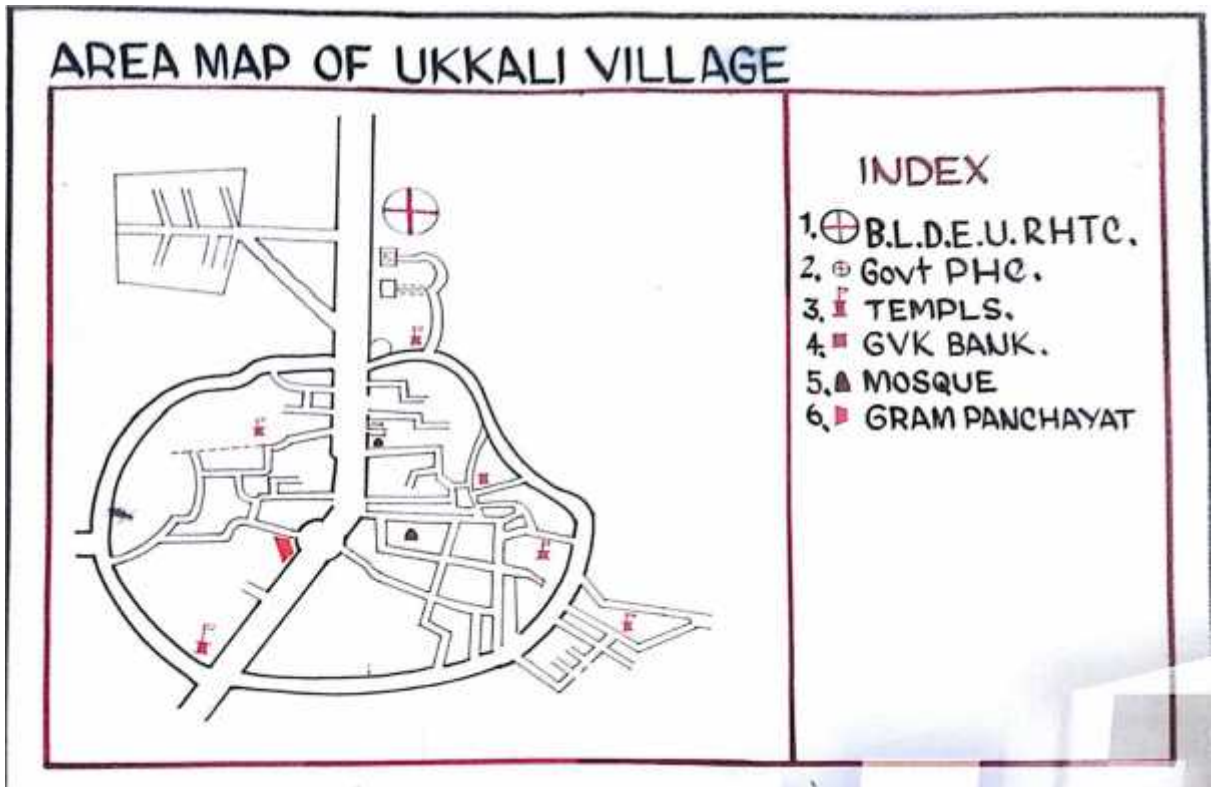 AREA MAP OF UKKALI VILLAGE
INDEX
1. B.L.D.E.U. RHTC.
2. Govt PHC.
3. TEMPLS.
4. GVK BANK.
5. MOSQUE
6. GRAM PANCHAYAT